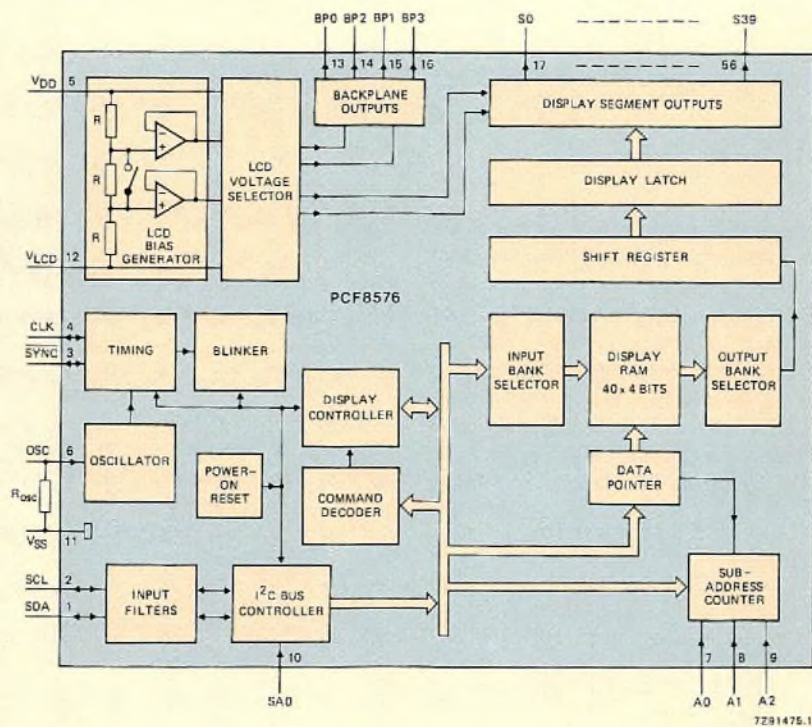 BP0 BP2 BP1 BP3
S0
S39
13 14 15 16
17
56
VDD 5
R
R
R
LCD
BIAS
GENERATOR
VLCD 12
LCD
VOLTAGE
SELECTOR
BACKPLANE
OUTPUTS
DISPLAY SEGMENT OUTPUTS
DISPLAY LATCH
SHIFT REGISTER
PCF8576
CLK 4
SYNC 3
TIMING
BLINKER
DISPLAY
CONTROLLER
INPUT
BANK
SELECTOR
DISPLAY
RAM
40 x 4 BITS
OUTPUT
BANK
SELECTOR
OSC 6
Rosc
VSS 11
OSCILLATOR
POWER-
ON
RESET
COMMAND
DECODER
DATA
POINTER
SCL 2
SDA 1
INPUT
FILTERS
I²C BUS
CONTROLLER
SUB-
ADDRESS
COUNTER
10
SA0
7 8 9
A0 A1 A2
7Z91475.1